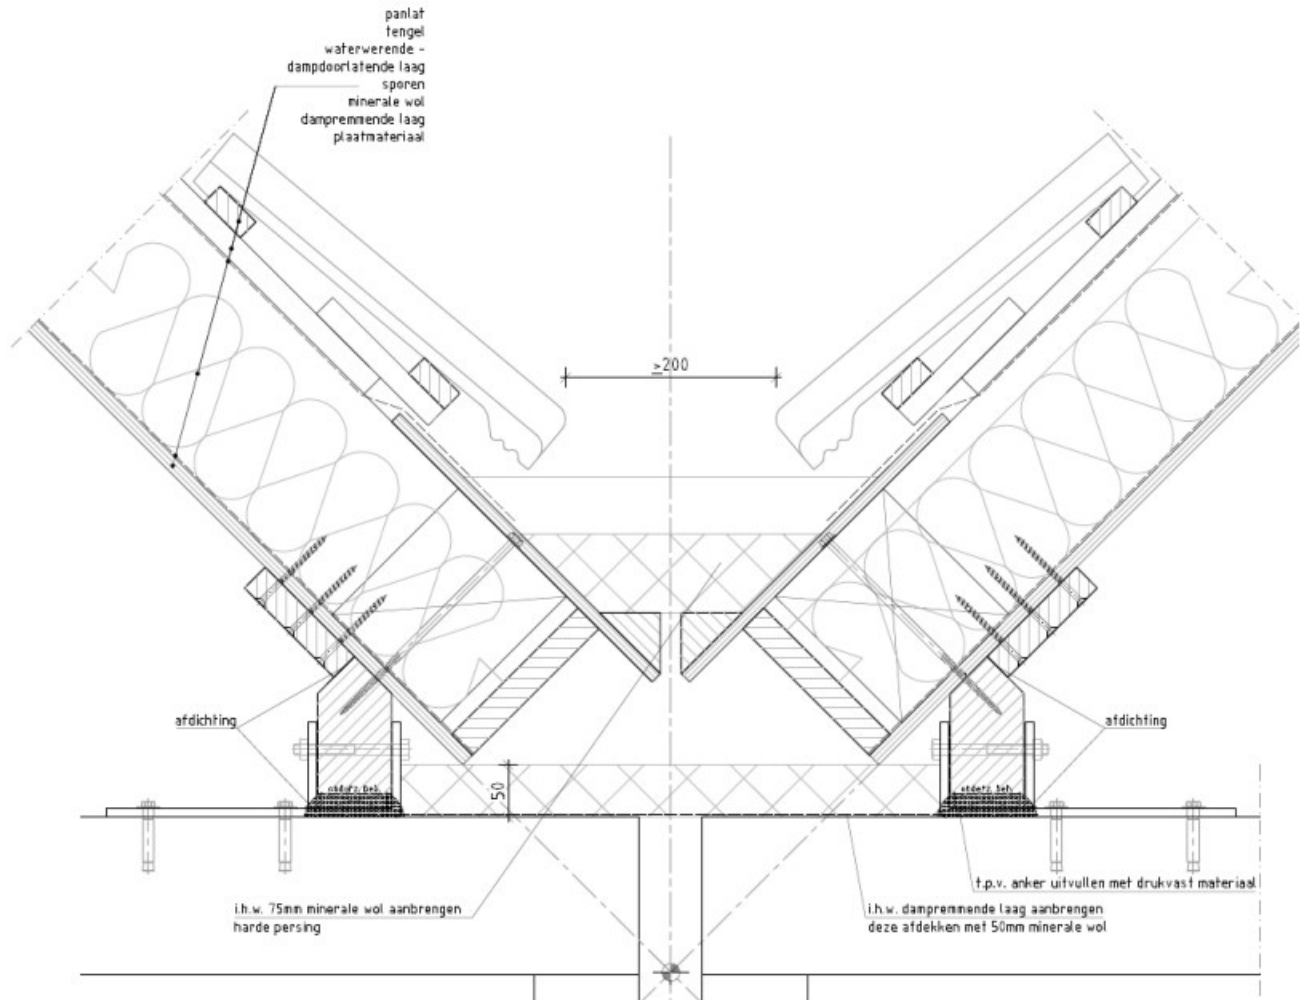 panlat
tengel
waterwerende -
dampdoorlatende laag
sporen
minerale wol
dampremmende laag
plaatmateriaal
≥200
afdichting
afdichting
50
t.p.v. anker uitvullen met drukvast materiaal
i.h.w. 75mm minerale wol aanbrengen
harde persing
i.h.w. dampremmende laag aanbrengen
deze afdekken met 50mm minerale wol